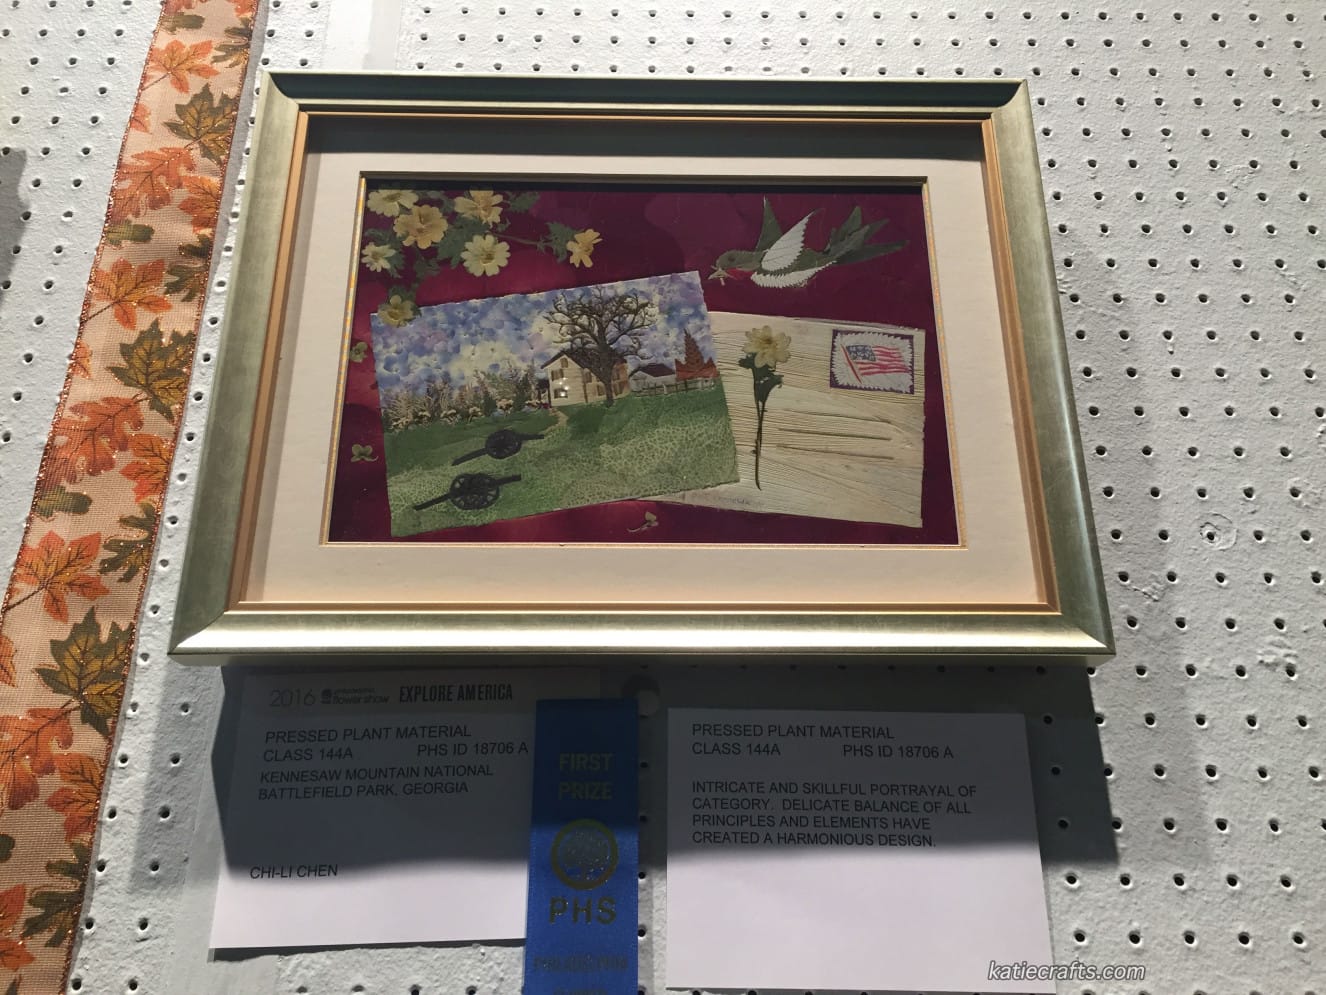 2016 philadelphia flower show EXPLORE AMERICA
PRESSED PLANT MATERIAL
CLASS 144A PHS ID 18706 A
KENNESAW MOUNTAIN NATIONAL
BATTLEFIELD PARK, GEORGIA
CHI-LI CHEN
FIRST
PRIZE
PHS
PHILADELPHIA
PRESSED PLANT MATERIAL
CLASS 144A PHS ID 18706 A
INTRICATE AND SKILLFUL PORTRAYAL OF
CATEGORY. DELICATE BALANCE OF ALL
PRINCIPLES AND ELEMENTS HAVE
CREATED A HARMONIOUS DESIGN.
katiecrafts.com